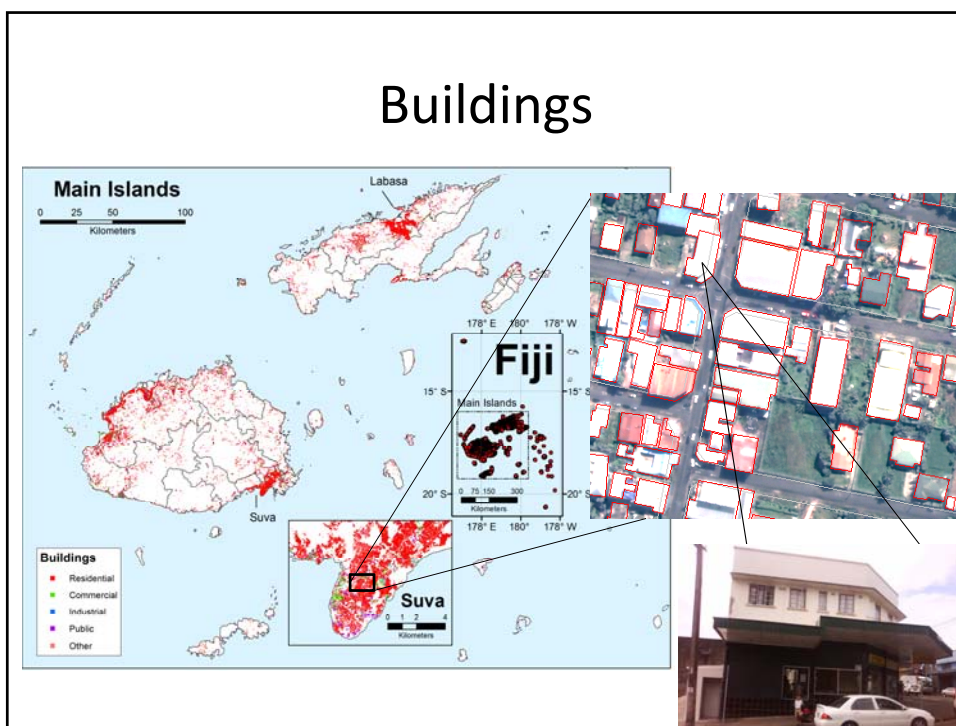 Buildings
Main Islands
0 25 50 100
Kilometers
Labasa
178° E 180° 178° W
Fiji
15° S
Main Islands
0 75 150 300
Kilometers
20° S
178° E 180° 178° W
Suva
Buildings
Residential
Commercial
Industrial
Public
Other
Suva
0 1 2 4
Kilometers